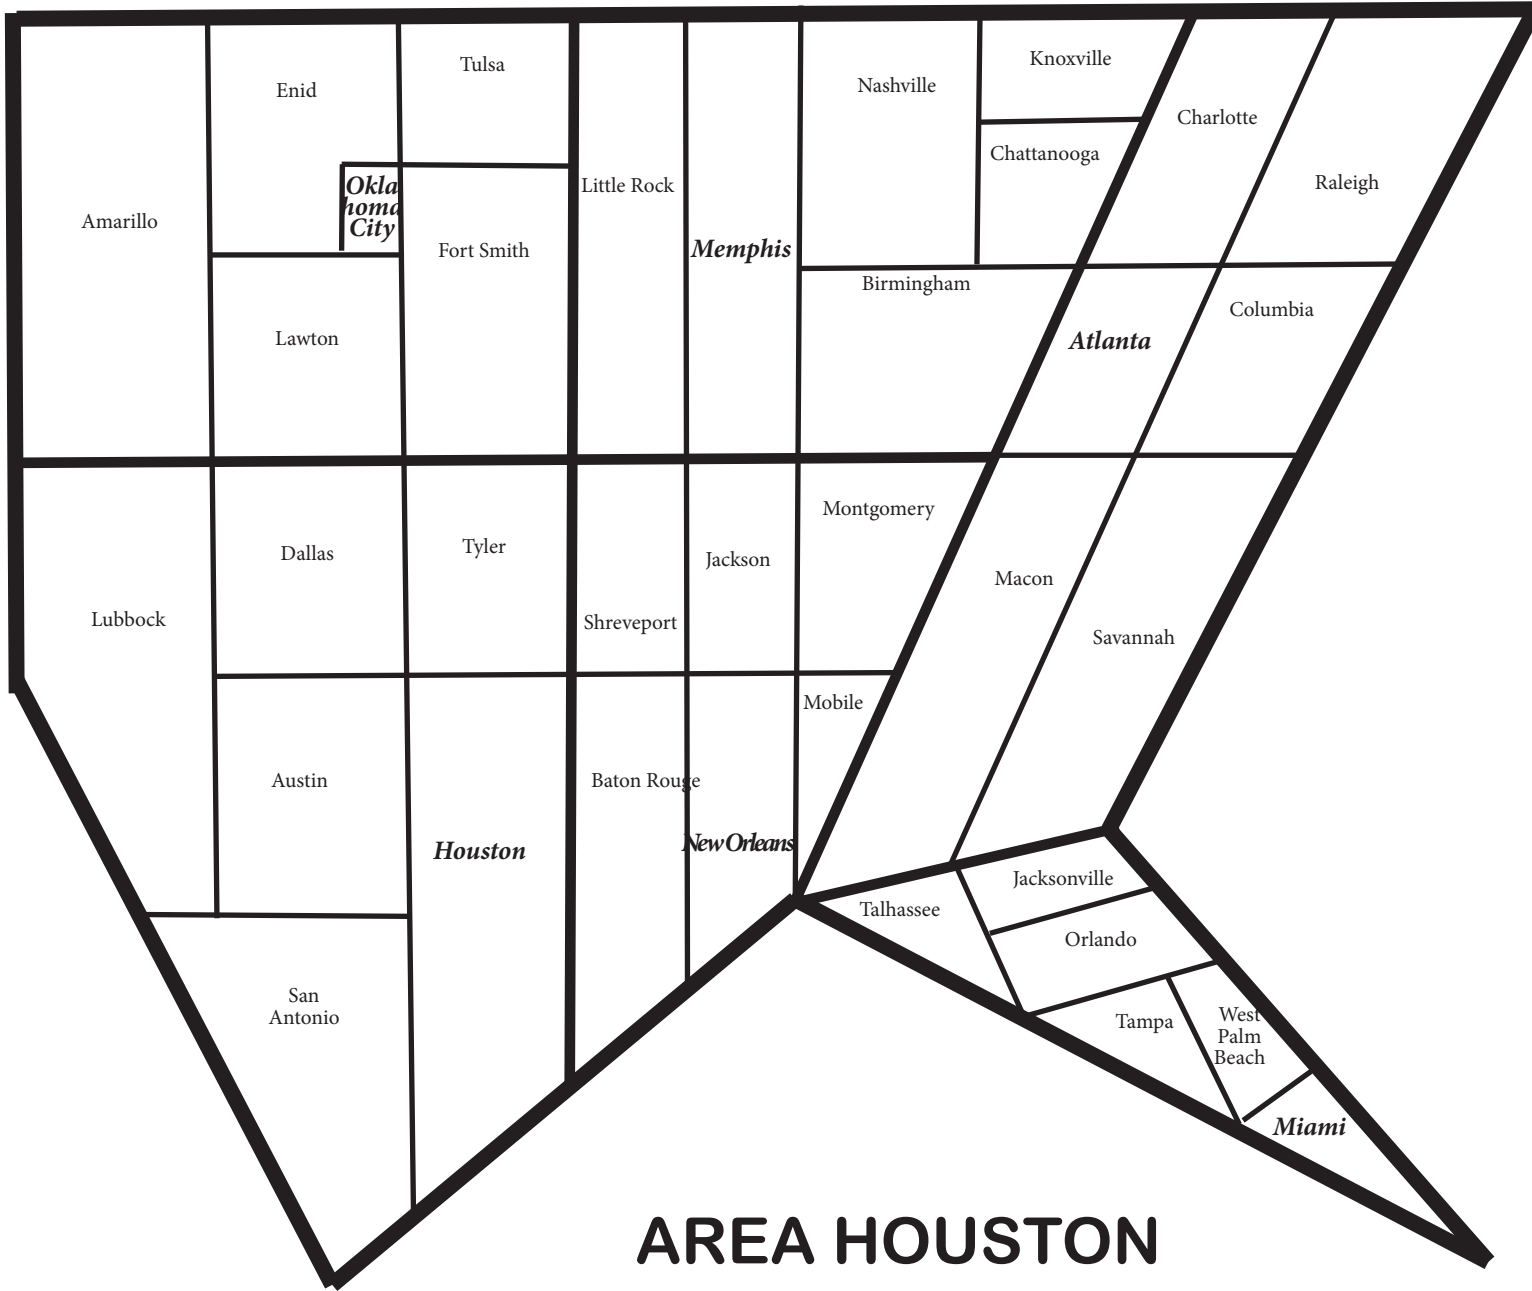 Knoxville
Tulsa
Nashville
Enid
Charlotte
Chattanooga
Raleigh
Little Rock
Okla
homa
City
Amarillo
Fort Smith
Memphis
Birmingham
Columbia
Lawton
Atlanta
Montgomery
Tyler
Dallas
Jackson
Macon
Lubbock
Shreveport
Savannah
Mobile
Austin
Baton Rouge
New Orleans
Houston
Jacksonville
Talhassee
Orlando
San
Antonio
Tampa
West
Palm
Beach
Miami
AREA HOUSTON